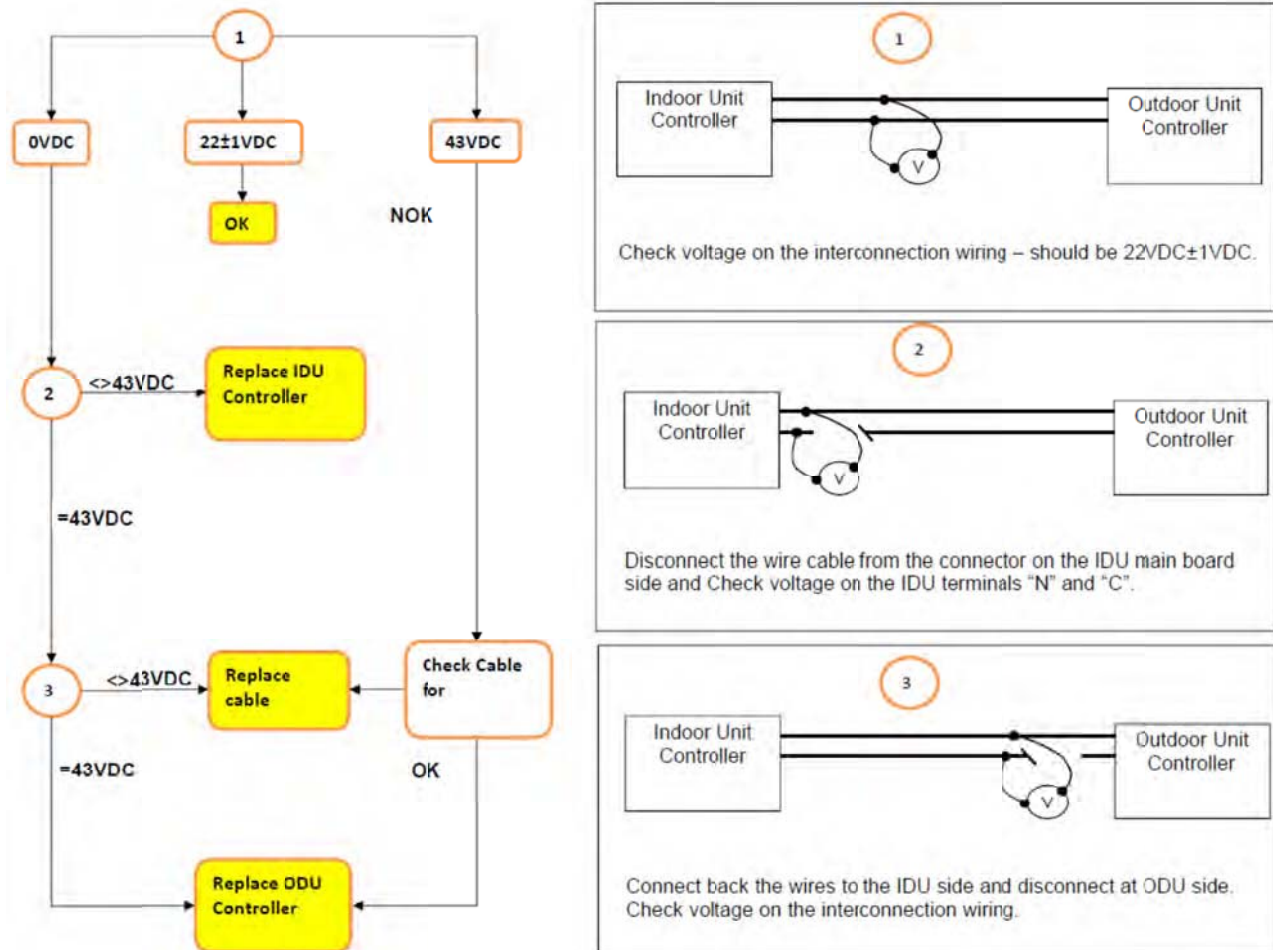 1
0VDC
22±1VDC
43VDC
OK
NOK
2
<>43VDC
Replace IDU
Controller
=43VDC
3
<>43VDC
Replace
cable
Check Cable
for
=43VDC
OK
Replace ODU
Controller
1
Indoor Unit
Controller
Outdoor Unit
Controller
V
Check voltage on the interconnection wiring – should be 22VDC±1VDC.
2
Indoor Unit
Controller
Outdoor Unit
Controller
V
Disconnect the wire cable from the connector on the IDU main board
side and Check voltage on the IDU terminals “N” and “C”.
3
Indoor Unit
Controller
Outdoor Unit
Controller
V
Connect back the wires to the IDU side and disconnect at ODU side.
Check voltage on the interconnection wiring.